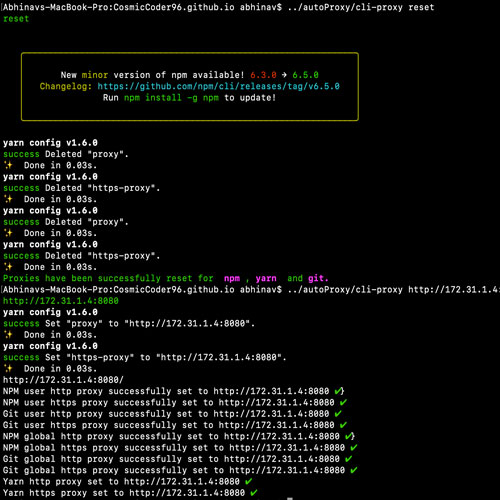 [Abhinavs-MacBook-Pro:CosmicCoder96.github.io abhinav$ ../autoProxy/cli-proxy reset
reset
New minor version of npm available! 6.3.0 → 6.5.0
Changelog: https://github.com/npm/cli/releases/tag/v6.5.0
Run npm install -g npm to update!
yarn config v1.6.0
success Deleted "proxy".
✨ Done in 0.03s.
yarn config v1.6.0
success Deleted "https-proxy".
✨ Done in 0.03s.
yarn config v1.6.0
success Deleted "proxy".
✨ Done in 0.03s.
yarn config v1.6.0
success Deleted "https-proxy".
✨ Done in 0.03s.
Proxies have been successfully reset for npm , yarn and git.
[Abhinavs-MacBook-Pro:CosmicCoder96.github.io abhinav$ ../autoProxy/cli-proxy http://172.31.1.4:
http://172.31.1.4:8080
yarn config v1.6.0
success Set "proxy" to "http://172.31.1.4:8080".
✨ Done in 0.03s.
yarn config v1.6.0
success Set "https-proxy" to "http://172.31.1.4:8080".
✨ Done in 0.03s.
http://172.31.1.4:8080/
NPM user http proxy successfully set to http://172.31.1.4:8080 ✔}
NPM user https proxy successfully set to http://172.31.1.4:8080 ✔
Git user http proxy successfully set to http://172.31.1.4:8080 ✔
Git user https proxy successfully set to http://172.31.1.4:8080 ✔
NPM global http proxy successfully set to http://172.31.1.4:8080 ✔}
NPM global https proxy successfully set to http://172.31.1.4:8080 ✔
Git global http proxy successfully set to http://172.31.1.4:8080 ✔
Git global https proxy successfully set to http://172.31.1.4:8080 ✔
Yarn http proxy set to http://172.31.1.4:8080 ✔
Yarn https proxy set to http://172.31.1.4:8080 ✔